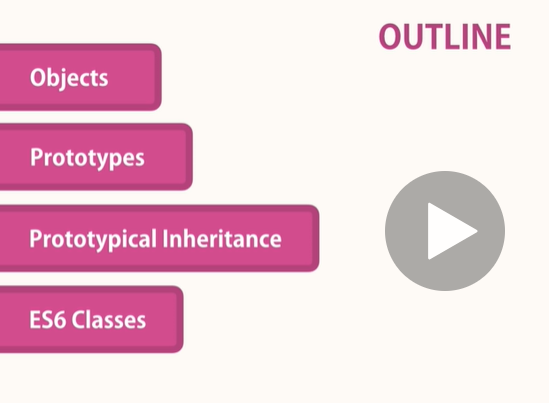 OUTLINE
Objects
Prototypes
Prototypical Inheritance
ES6 Classes